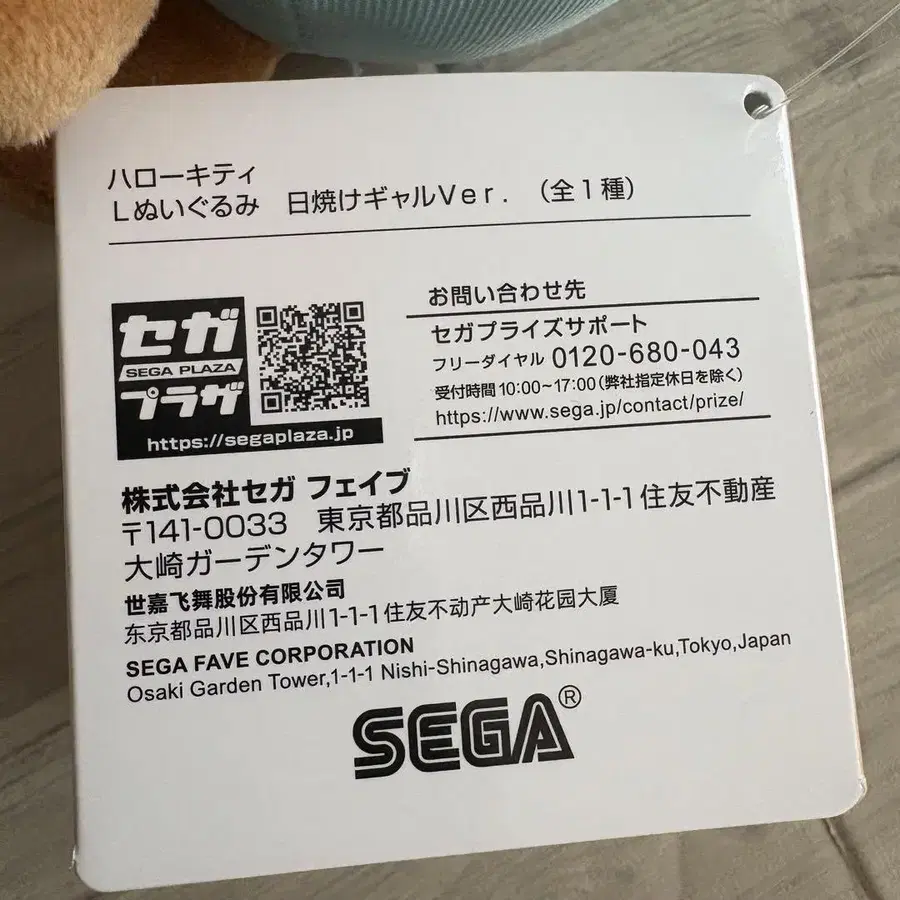 ハローキティ
Lぬいぐるみ　日焼けギャルVer.（全1種）
セガ
SEGA PLAZA
プラザ
https://segaplaza.jp
お問い合わせ先
セガプライズサポート
フリーダイヤル 0120-680-043
受付時間 10:00～17:00（弊社指定休日を除く）
https://www.sega.jp/contact/prize/
株式会社セガ フェイブ
〒141-0033　東京都品川区西品川1-1-1 住友不動産
大崎ガーデンタワー
世嘉飞舞股份有限公司
东京都品川区西品川1-1-1 住友不动产大崎花园大厦
SEGA FAVE CORPORATION
Osaki Garden Tower,1-1-1 Nishi-Shinagawa,Shinagawa-ku,Tokyo,Japan
SEGA®